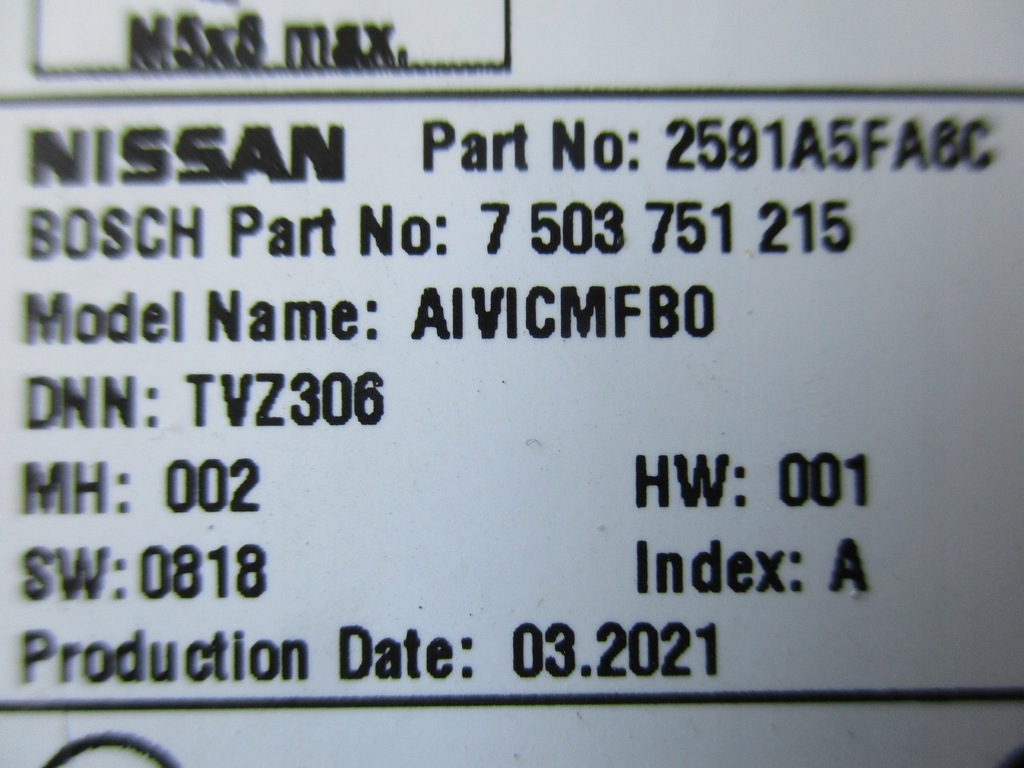 M5x8 max.
NISSAN Part No: 2591A5FA6C
BOSCH Part No: 7 503 751 215
Model Name: AIVICMFB0
DNN: TVZ306
MH: 002 HW: 001
SW: 0818 Index: A
Production Date: 03.2021